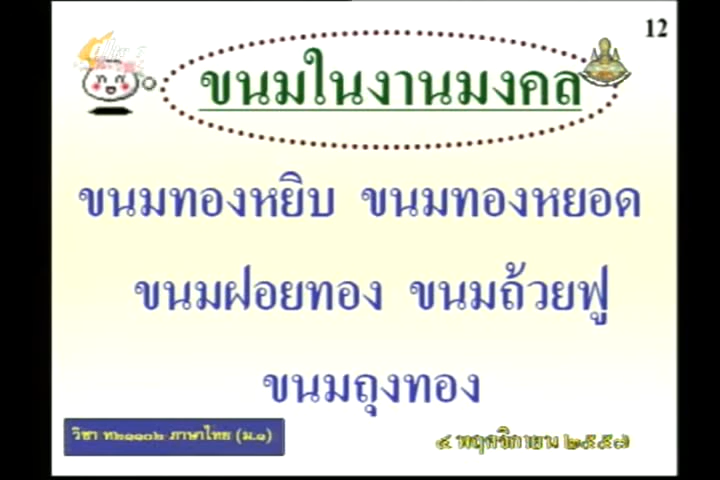 12
ขนมในงานมงคล
ขนมทองหยิบ ขนมทองหยอด
ขนมฝอยทอง ขนมถ้วยฟู
ขนมถุงทอง
วิชา ท๒๑๑๐๒ ภาษาไทย (ม.๑)
๔ พฤศจิกายน ๒๕๕๗